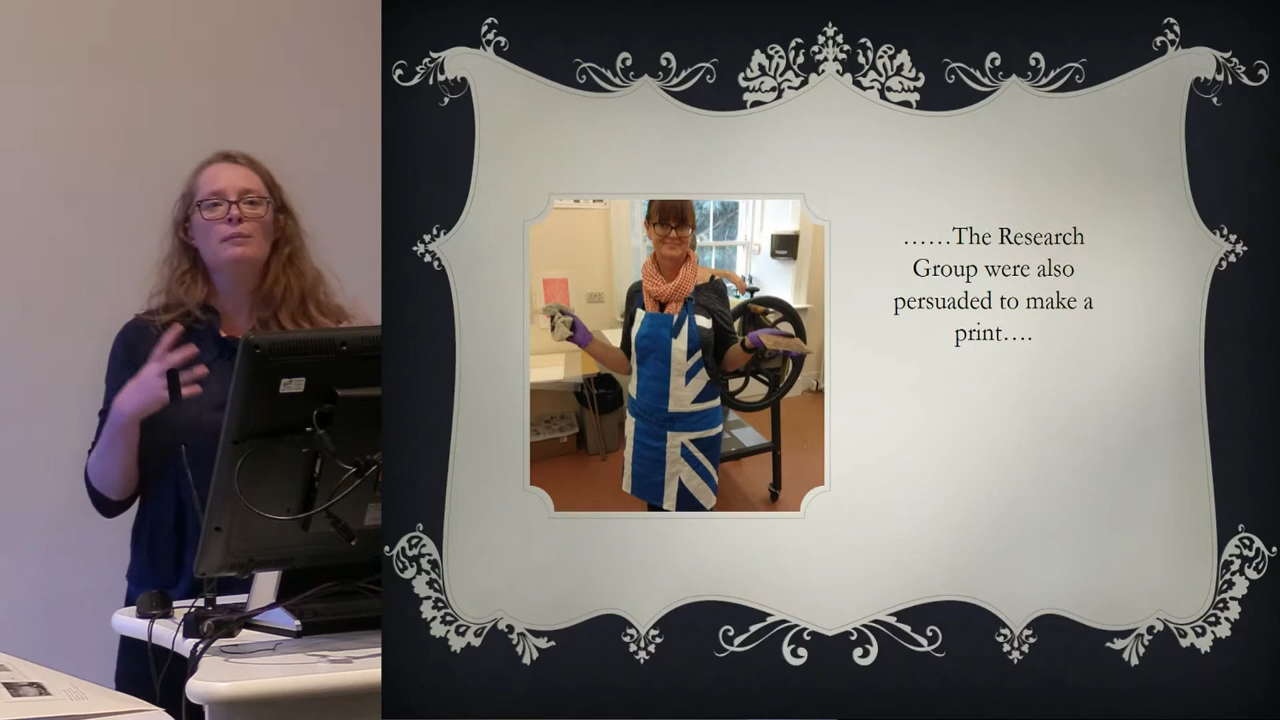 ......The Research
Group were also
persuaded to make a
print....